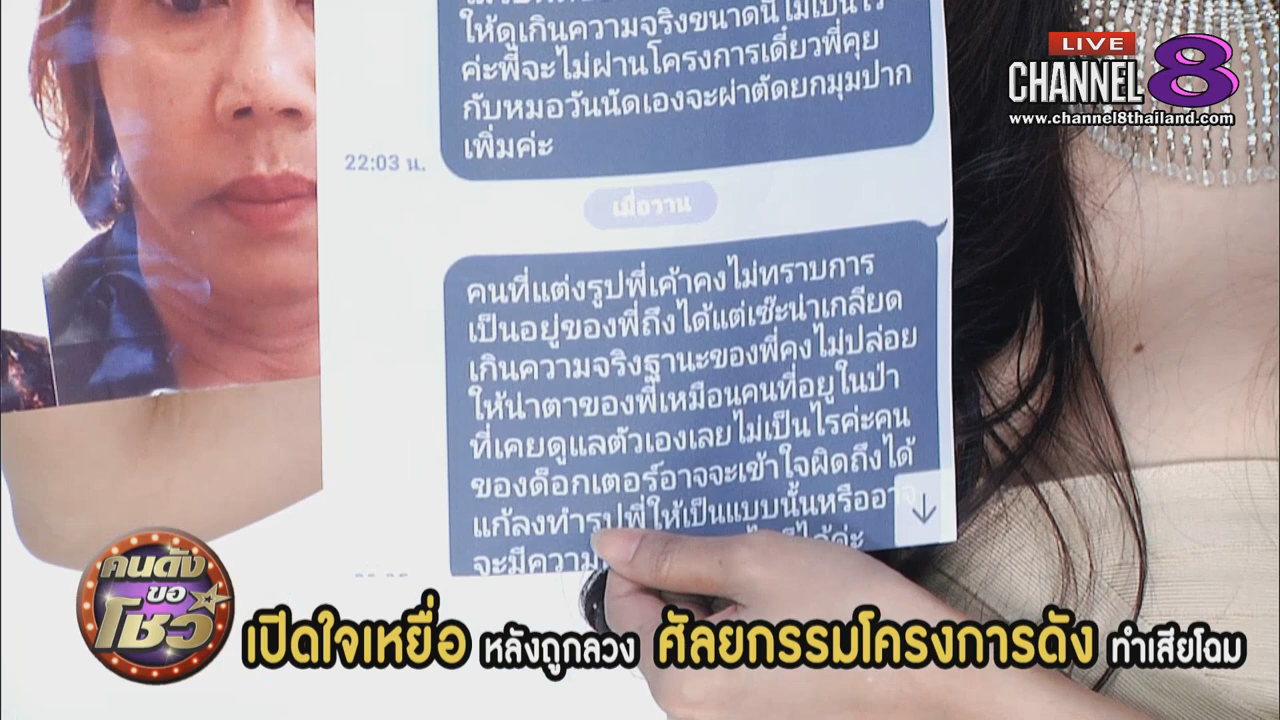 ให้ดูเกินความจริงขนาดนี้ไม่เป็นไร
ค่ะพี่จะไม่ผ่านโครงการเดี๋ยวพี่คุย
กับหมอวันนัดเองจะผ่าตัดยกมุมปาก
เพิ่มค่ะ
22:03 น.
เมื่อวาน
คนที่แต่งรูปพี่เค้าคงไม่ทราบการ
เป็นอยู่ของพี่ถึงได้แต่เซ๊ะน่าเกลียด
เกินความจริงฐานะของพี่คงไม่ปล่อย
ให้น่าตาของพี่เหมือนคนที่อยู่ในป่า
ที่เคยดูแลตัวเองเลยไม่เป็นไรค่ะคน
ของด็อกเตอร์อาจจะเข้าใจผิดถึงได้
แก้ลงทำรูปพี่ให้เป็นแบบนั้นหรืออาจ
จะมีความ
LIVE
CHANNEL 8
www.channel8thailand.com
คนดัง
ขอ
โชว์
เปิดใจเหยื่อ หลังถูกลวง ศัลยกรรมโครงการดัง ทำเสียโฉม